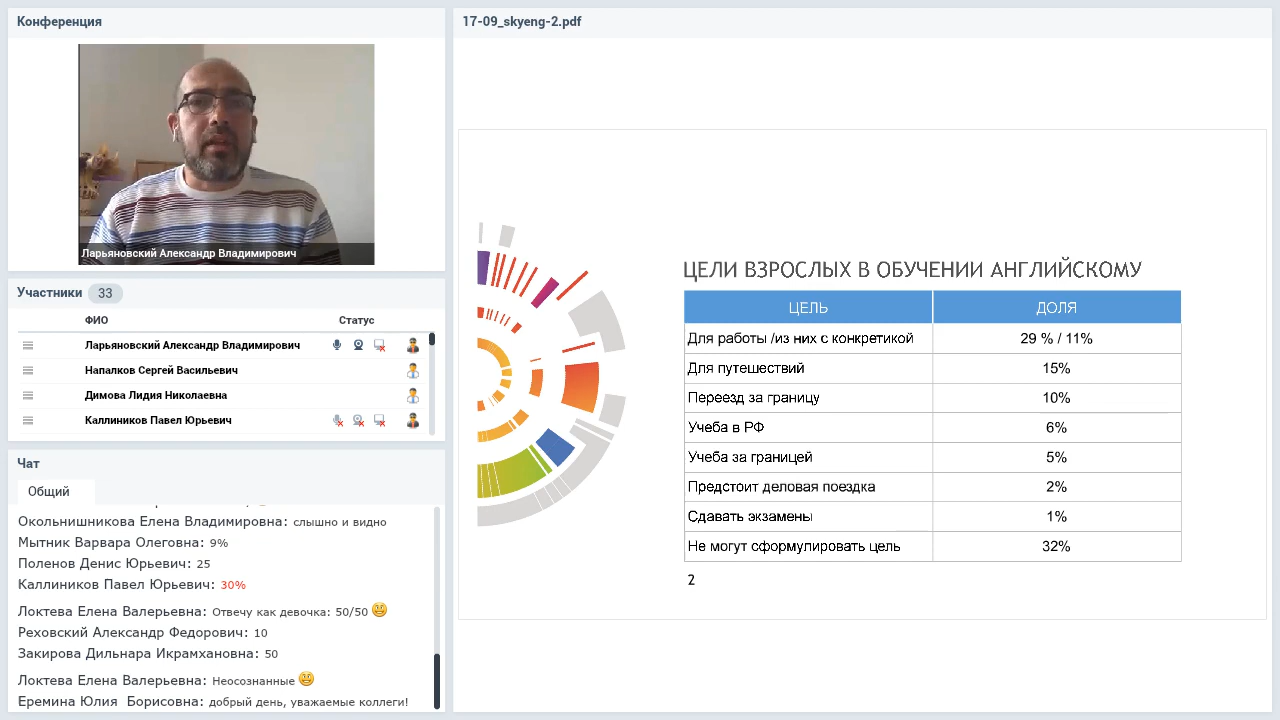 Конференция
Ларьяновский Александр Владимирович
Участники 33
ФИО Статус
Ларьяновский Александр Владимирович
Напалков Сергей Васильевич
Димова Лидия Николаевна
Каллиников Павел Юрьевич
Чат
Общий
Окольнишникова Елена Владимировна: слышно и видно
Мытник Варвара Олеговна: 9%
Поленов Денис Юрьевич: 25
Каллиников Павел Юрьевич: 30%
Локтева Елена Валерьевна: Отвечу как девочка: 50/50
Реховский Александр Федорович: 10
Закирова Дильнара Икрамхановна: 50
Локтева Елена Валерьевна: Неосознанные
Еремина Юлия Борисовна: добрый день, уважаемые коллеги!
17-09_skyeng-2.pdf
ЦЕЛИ ВЗРОСЛЫХ В ОБУЧЕНИИ АНГЛИЙСКОМУ
ЦЕЛЬ ДОЛЯ
Для работы /из них с конкретикой 29 % / 11%
Для путешествий 15%
Переезд за границу 10%
Учеба в РФ 6%
Учеба за границей 5%
Предстоит деловая поездка 2%
Сдавать экзамены 1%
Не могут сформулировать цель 32%
2